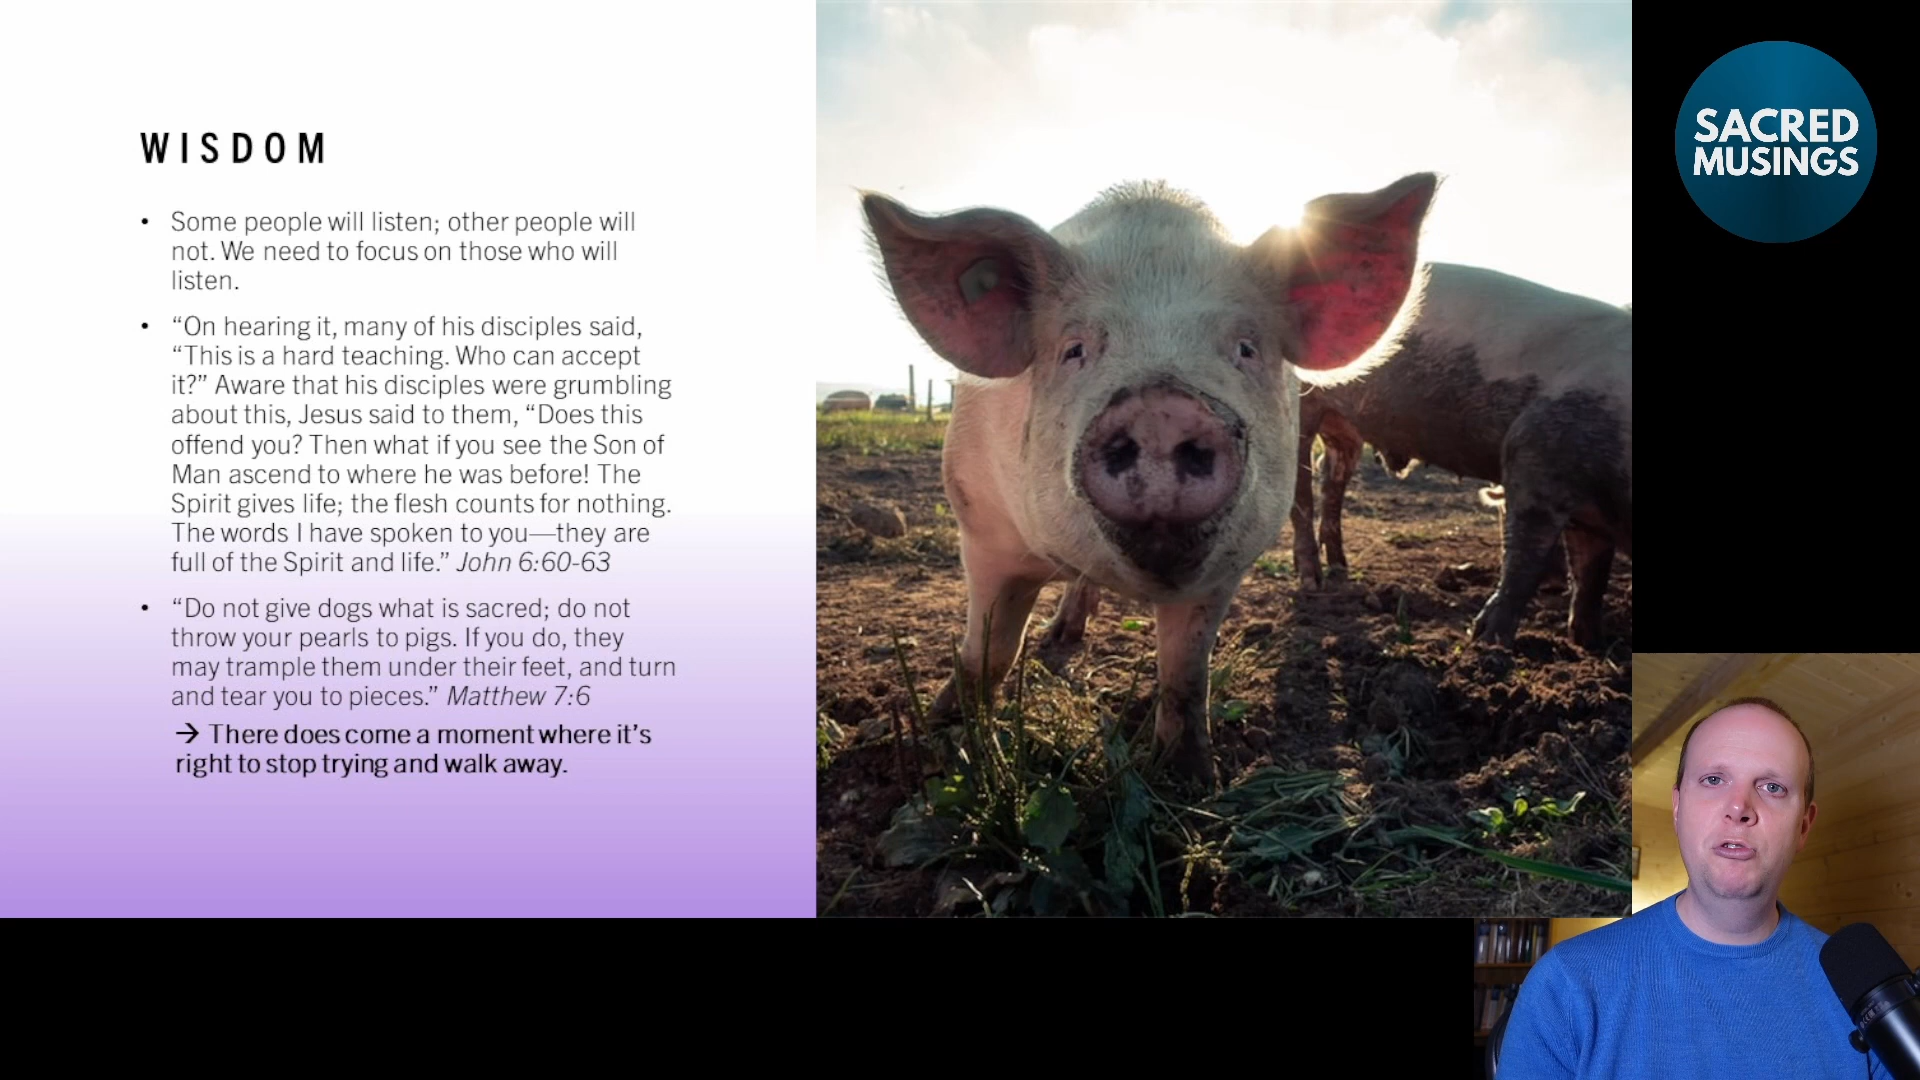 WISDOM
• Some people will listen; other people will
not. We need to focus on those who will
listen.
• “On hearing it, many of his disciples said,
“This is a hard teaching. Who can accept
it?” Aware that his disciples were grumbling
about this, Jesus said to them, “Does this
offend you? Then what if you see the Son of
Man ascend to where he was before! The
Spirit gives life; the flesh counts for nothing.
The words I have spoken to you—they are
full of the Spirit and life.” John 6:60-63
• “Do not give dogs what is sacred; do not
throw your pearls to pigs. If you do, they
may trample them under their feet, and turn
and tear you to pieces.” Matthew 7:6
→ There does come a moment where it’s
right to stop trying and walk away.
SACRED
MUSINGS